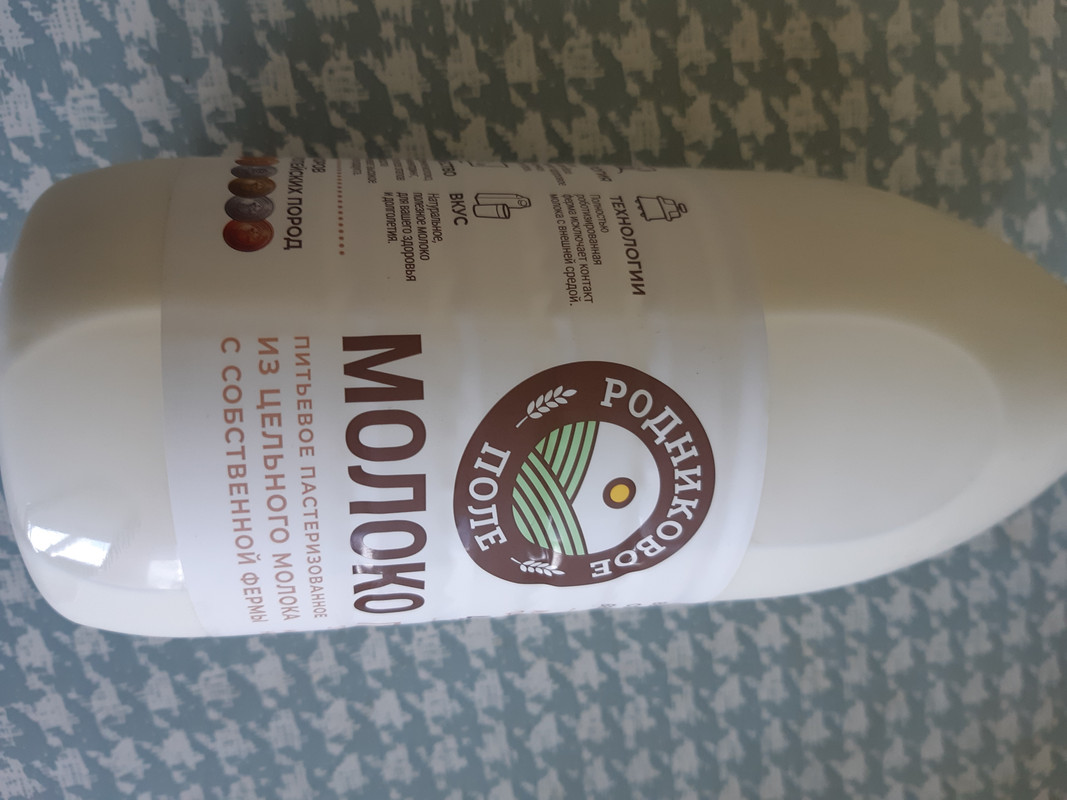 РОДНИКОВОЕ
ПОЛЕ
МОЛОКО
ПИТЬЕВОЕ ПАСТЕРИЗОВАННОЕ
ИЗ ЦЕЛЬНОГО МОЛОКА
С СОБСТВЕННОЙ ФЕРМЫ
ТЕХНОЛОГИИ
Полностью
роботизированная
ферма исключает контакт
молока с внешней средой.
ВКУС
Натуральное,
полезное молоко
для вашего здоровья
и долголетия.
ПОРОД